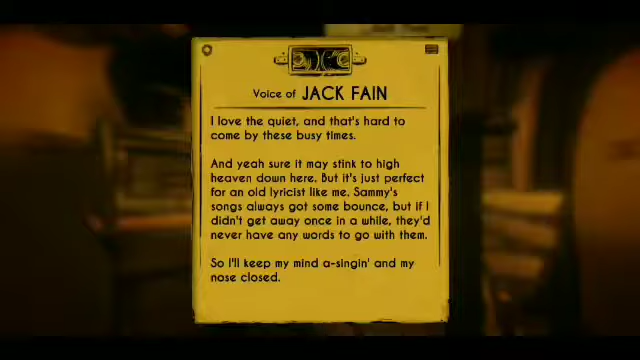 Voice of JACK FAIN
I love the quiet, and that's hard to
come by these busy times.
And yeah sure it may stink to high
heaven down here. But it's just perfect
for an old lyricist like me. Sammy's
songs always got some bounce, but if I
didn't get away once in a while, they'd
never have any words to go with them.
So I'll keep my mind a-singin' and my
nose closed.